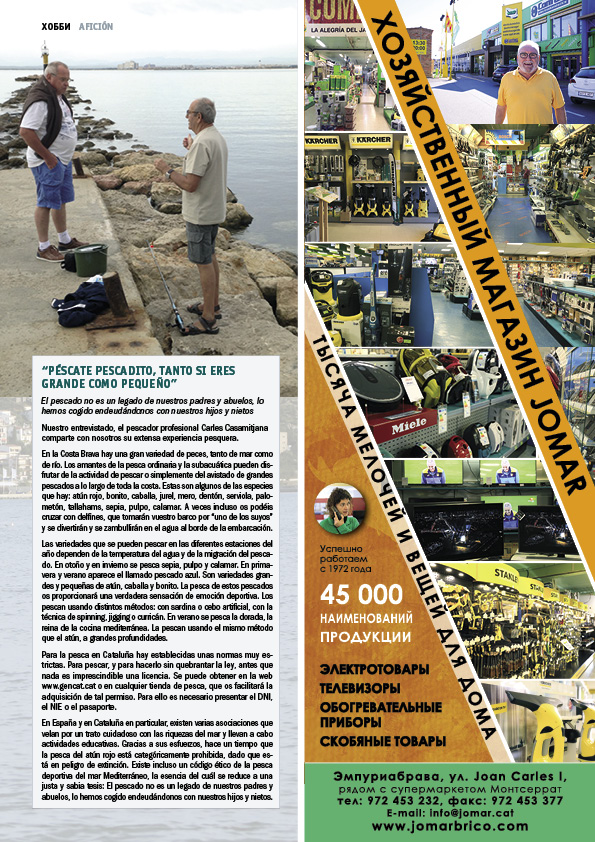 ХОББИ AFICIÓN
“PÉSCATE PESCADITO, TANTO SI ERES
GRANDE COMO PEQUEÑO”
El pescado no es un legado de nuestros padres y abuelos, lo
hemos cogido endeudándonos con nuestros hijos y nietos
Nuestro entrevistado, el pescador profesional Carles Casamitjana
comparte con nosotros su extensa experiencia pesquera.
En la Costa Brava hay una gran variedad de peces, tanto de mar como
de río. Los amantes de la pesca ordinaria y la subacuática pueden dis-
frutar de la actividad de pescar o simplemente del avistado de grandes
pescados a lo largo de toda la costa. Estas son algunos de las especies
que hay: atún rojo, bonito, caballa, jurel, mero, dentón, serviola, palo-
metón, tallahams, sepia, pulpo, calamar. A veces incluso os podéis
cruzar con delfines, que tomarán vuestro barco por “uno de los suyos”
y se divertirán y se zambullirán en el agua al borde de la embarcación.
Las variedades que se pueden pescar en las diferentes estaciones del
año dependen de la temperatura del agua y de la migración del pesca-
do. En otoño y en invierno se pesca sepia, pulpo y calamar. En prima-
vera y verano aparece el llamado pescado azul. Son variedades gran-
des y pequeñas de atún, caballa y bonito. La pesca de estos pescados
os proporcionará una verdadera sensación de emoción deportiva. Los
pescan usando distintos métodos: con sardina o cebo artificial, con la
técnica de spinning, jigging o curricán. En verano se pesca la dorada, la
reina de la cocina mediterránea. La pescan usando el mismo método
que el atún, a grandes profundidades.
Para la pesca en Cataluña hay establecidas unas normas muy es-
trictas. Para pescar, y para hacerlo sin quebrantar la ley, antes que
nada es imprescindible una licencia. Se puede obtener en la web
www.gencat.cat o en cualquier tienda de pesca, que os facilitará la
adquisición de tal permiso. Para ello es necesario presentar el DNI,
el NIE o el pasaporte.
En España y en Cataluña en particular, existen varias asociaciones que
velan por un trato cuidadoso con las riquezas del mar y llevan a cabo
actividades educativas. Gracias a sus esfuerzos, hace un tiempo que
la pesca del atún rojo está categóricamente prohibida, dado que es-
tá en peligro de extinción. Existe incluso un código ético de la pesca
deportiva del mar Mediterráneo, la esencia del cuál se reduce a una
justa y sabia tesis: El pescado no es un legado de nuestros padres y
abuelos, lo hemos cogido endeudándonos con nuestros hijos y nietos.
COM
LA ALEGRÍA DEL JA
KÄRCHER KÄRCHER
ХОЗЯЙСТВЕННЫЙ МАГАЗИН JOMAR
Miele
STANLEY
ТЫСЯЧА МЕЛОЧЕЙ И ВЕЩЕЙ ДЛЯ ДОМА
Успешно
работаем
с 1972 года
45 000
НАИМЕНОВАНИЙ
ПРОДУКЦИИ
ЭЛЕКТРОТОВАРЫ
ТЕЛЕВИЗОРЫ
ОБОГРЕВАТЕЛЬНЫЕ
ПРИБОРЫ
СКОБЯНЫЕ ТОВАРЫ
Эмпуриабрава, ул. Joan Carles I,
рядом с супермаркетом Монтсеррат
тел: 972 453 232, факс: 972 453 377
E-mail: info@jomar.cat
www.jomarbrico.com